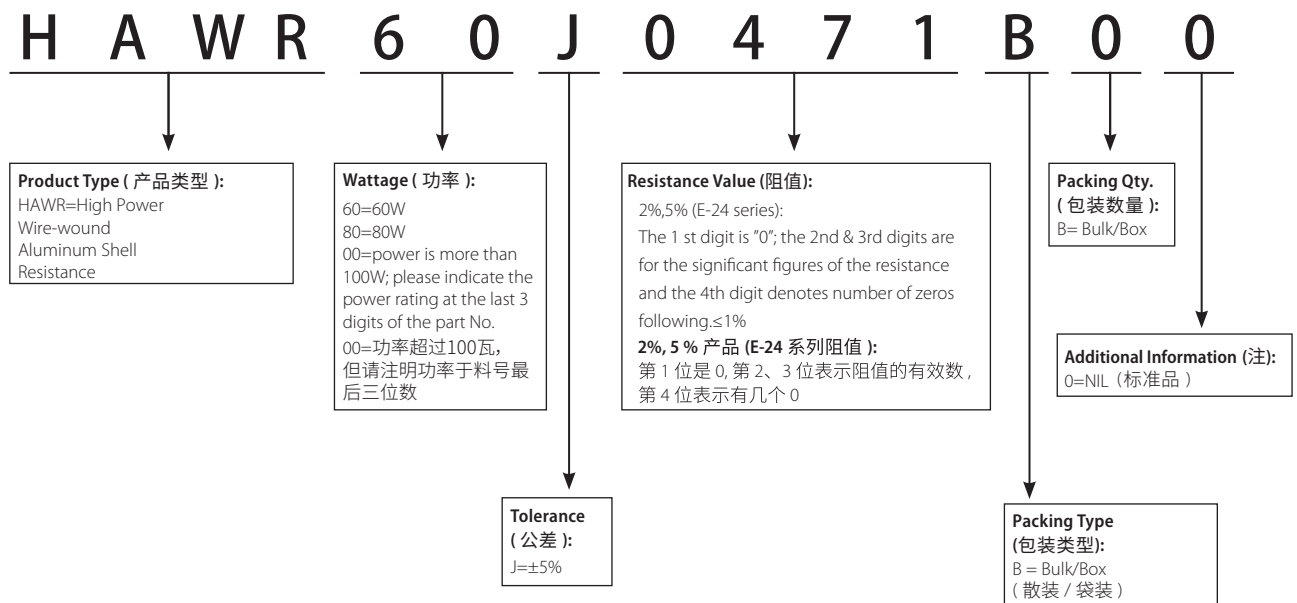 H A W R 6 0 J 0 4 7 1 B 0 0
Product Type ( 产品类型 ):
HAWR=High Power
Wire-wound
Aluminum Shell
Resistance
Wattage ( 功率 ):
60=60W
80=80W
00=power is more than
100W; please indicate the
power rating at the last 3
digits of the part No.
00=功率超过100瓦，
但请注明功率于料号最
后三位数
Resistance Value (阻值):
2%,5% (E-24 series):
The 1 st digit is "0"; the 2nd & 3rd digits are
for the significant figures of the resistance
and the 4th digit denotes number of zeros
following.≤1%
2%, 5 % 产品 (E-24 系列阻值 ):
第 1 位是 0, 第 2、3 位表示阻值的有效数 ,
第 4 位表示有几个 0
Packing Qty.
( 包装数量 ):
B= Bulk/Box
Additional Information (注):
0=NIL (标准品 )
Tolerance
( 公差 ):
J=±5%
Packing Type
(包装类型):
B = Bulk/Box
( 散装 / 袋装 )